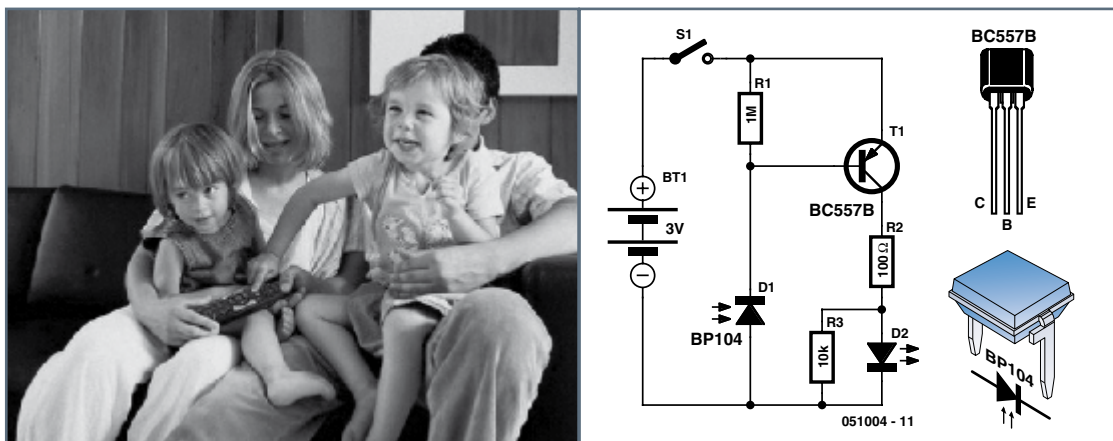 S1
R1
1M
T1
BC557B
BT1
3V
R2
100Ω
D1
BP104
R3
10k
D2
051004 - 11
BC557B
C
B
E
BP104